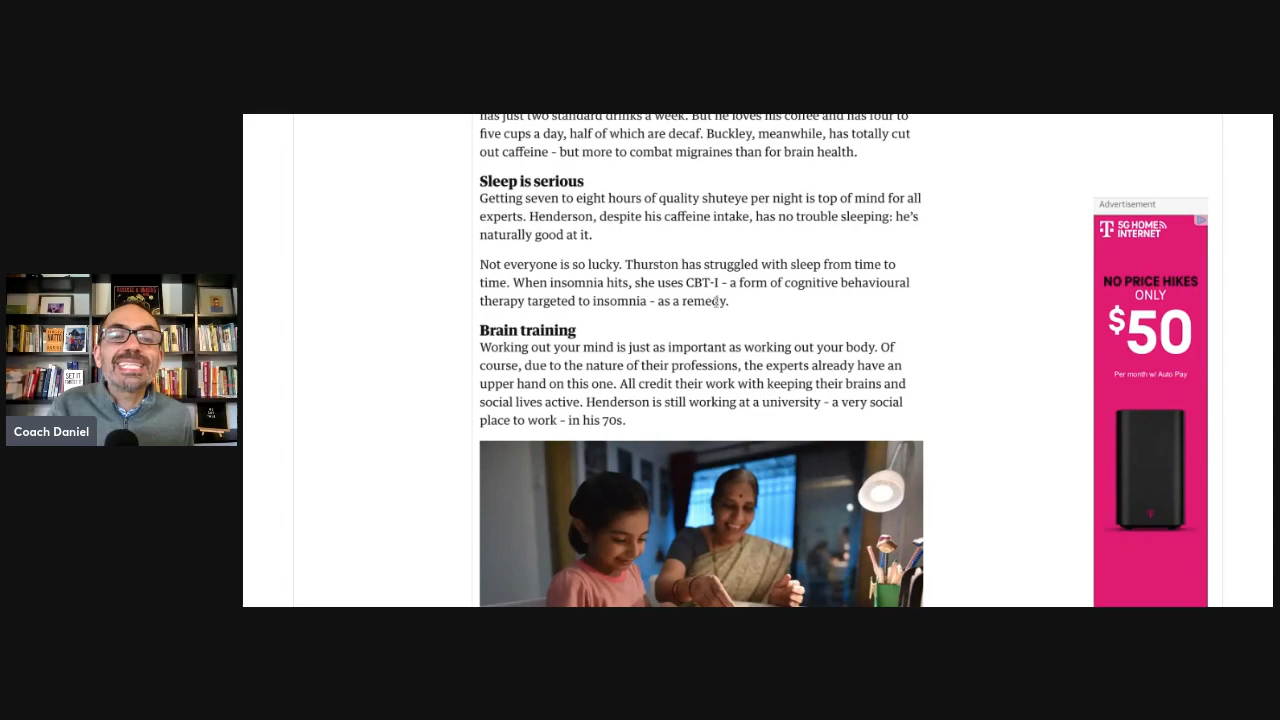 has just two standard drinks a week. But he loves his coffee and has four to
five cups a day, half of which are decaf. Buckley, meanwhile, has totally cut
out caffeine – but more to combat migraines than for brain health.
Sleep is serious
Getting seven to eight hours of quality shuteye per night is top of mind for all
experts. Henderson, despite his caffeine intake, has no trouble sleeping: he’s
naturally good at it.
Not everyone is so lucky. Thurston has struggled with sleep from time to
time. When insomnia hits, she uses CBT-I – a form of cognitive behavioural
therapy targeted to insomnia – as a remedy.
Brain training
Working out your mind is just as important as working out your body. Of
course, due to the nature of their professions, the experts already have an
upper hand on this one. All credit their work with keeping their brains and
social lives active. Henderson is still working at a university – a very social
place to work – in his 70s.
Advertisement
T 5G HOME
INTERNET
NO PRICE HIKES
ONLY
$50
Per month w/ Auto Pay
Coach Daniel